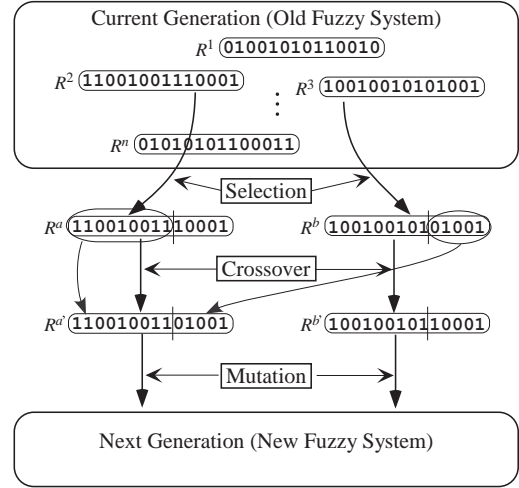 Current Generation (Old Fuzzy System)
R¹ 01001010110010
R² 11001001110001
R³ 10010010101001
⋮
Rⁿ 01010101100011
Selection
Rᵃ 11001001110001
Rᵇ 10010010101001
Crossover
Rᵃ' 11001001101001
Rᵇ' 10010010110001
Mutation
Next Generation (New Fuzzy System)